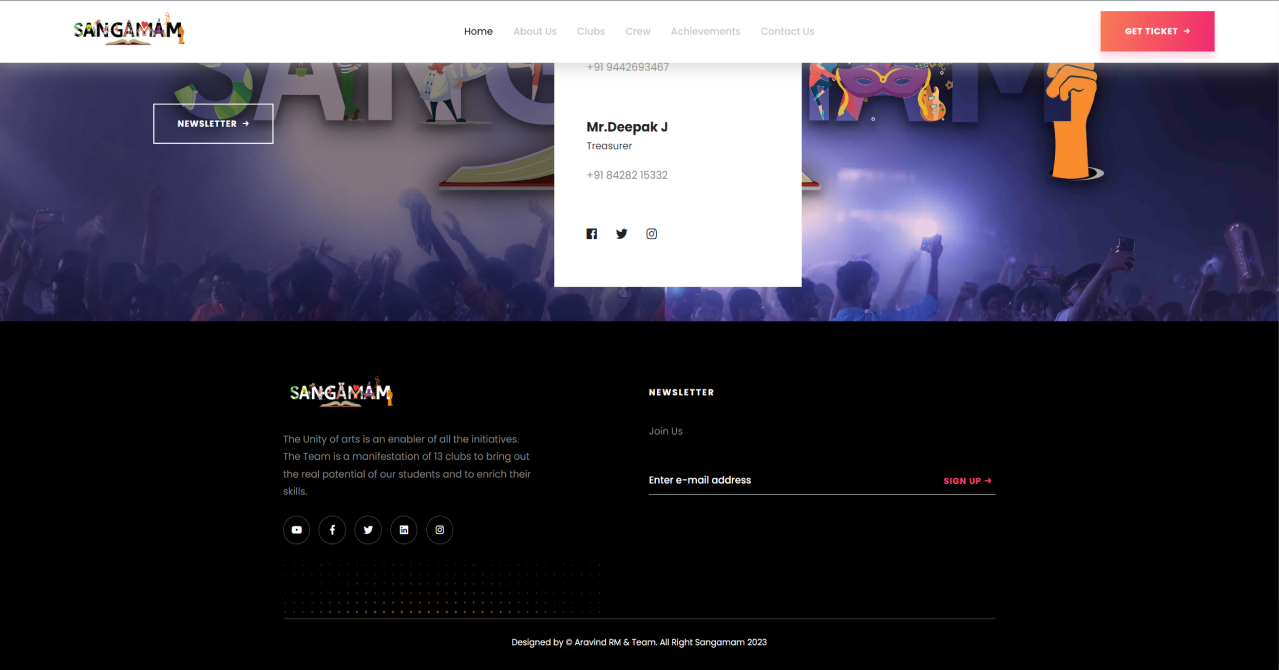 SANGAMAM
Home About Us Clubs Crew Achievements Contact Us
GET TICKET →
+91 9442693467
NEWSLETTER →
Mr.Deepak J
Treasurer
+91 84282 15332
SANGAMAM
The Unity of arts is an enabler of all the initiatives.
The Team is a manifestation of 13 clubs to bring out
the real potential of our students and to enrich their
skills.
NEWSLETTER
Join Us
Enter e-mail address
SIGN UP →
Designed by © Aravind RM & Team. All Right Sangamam 2023